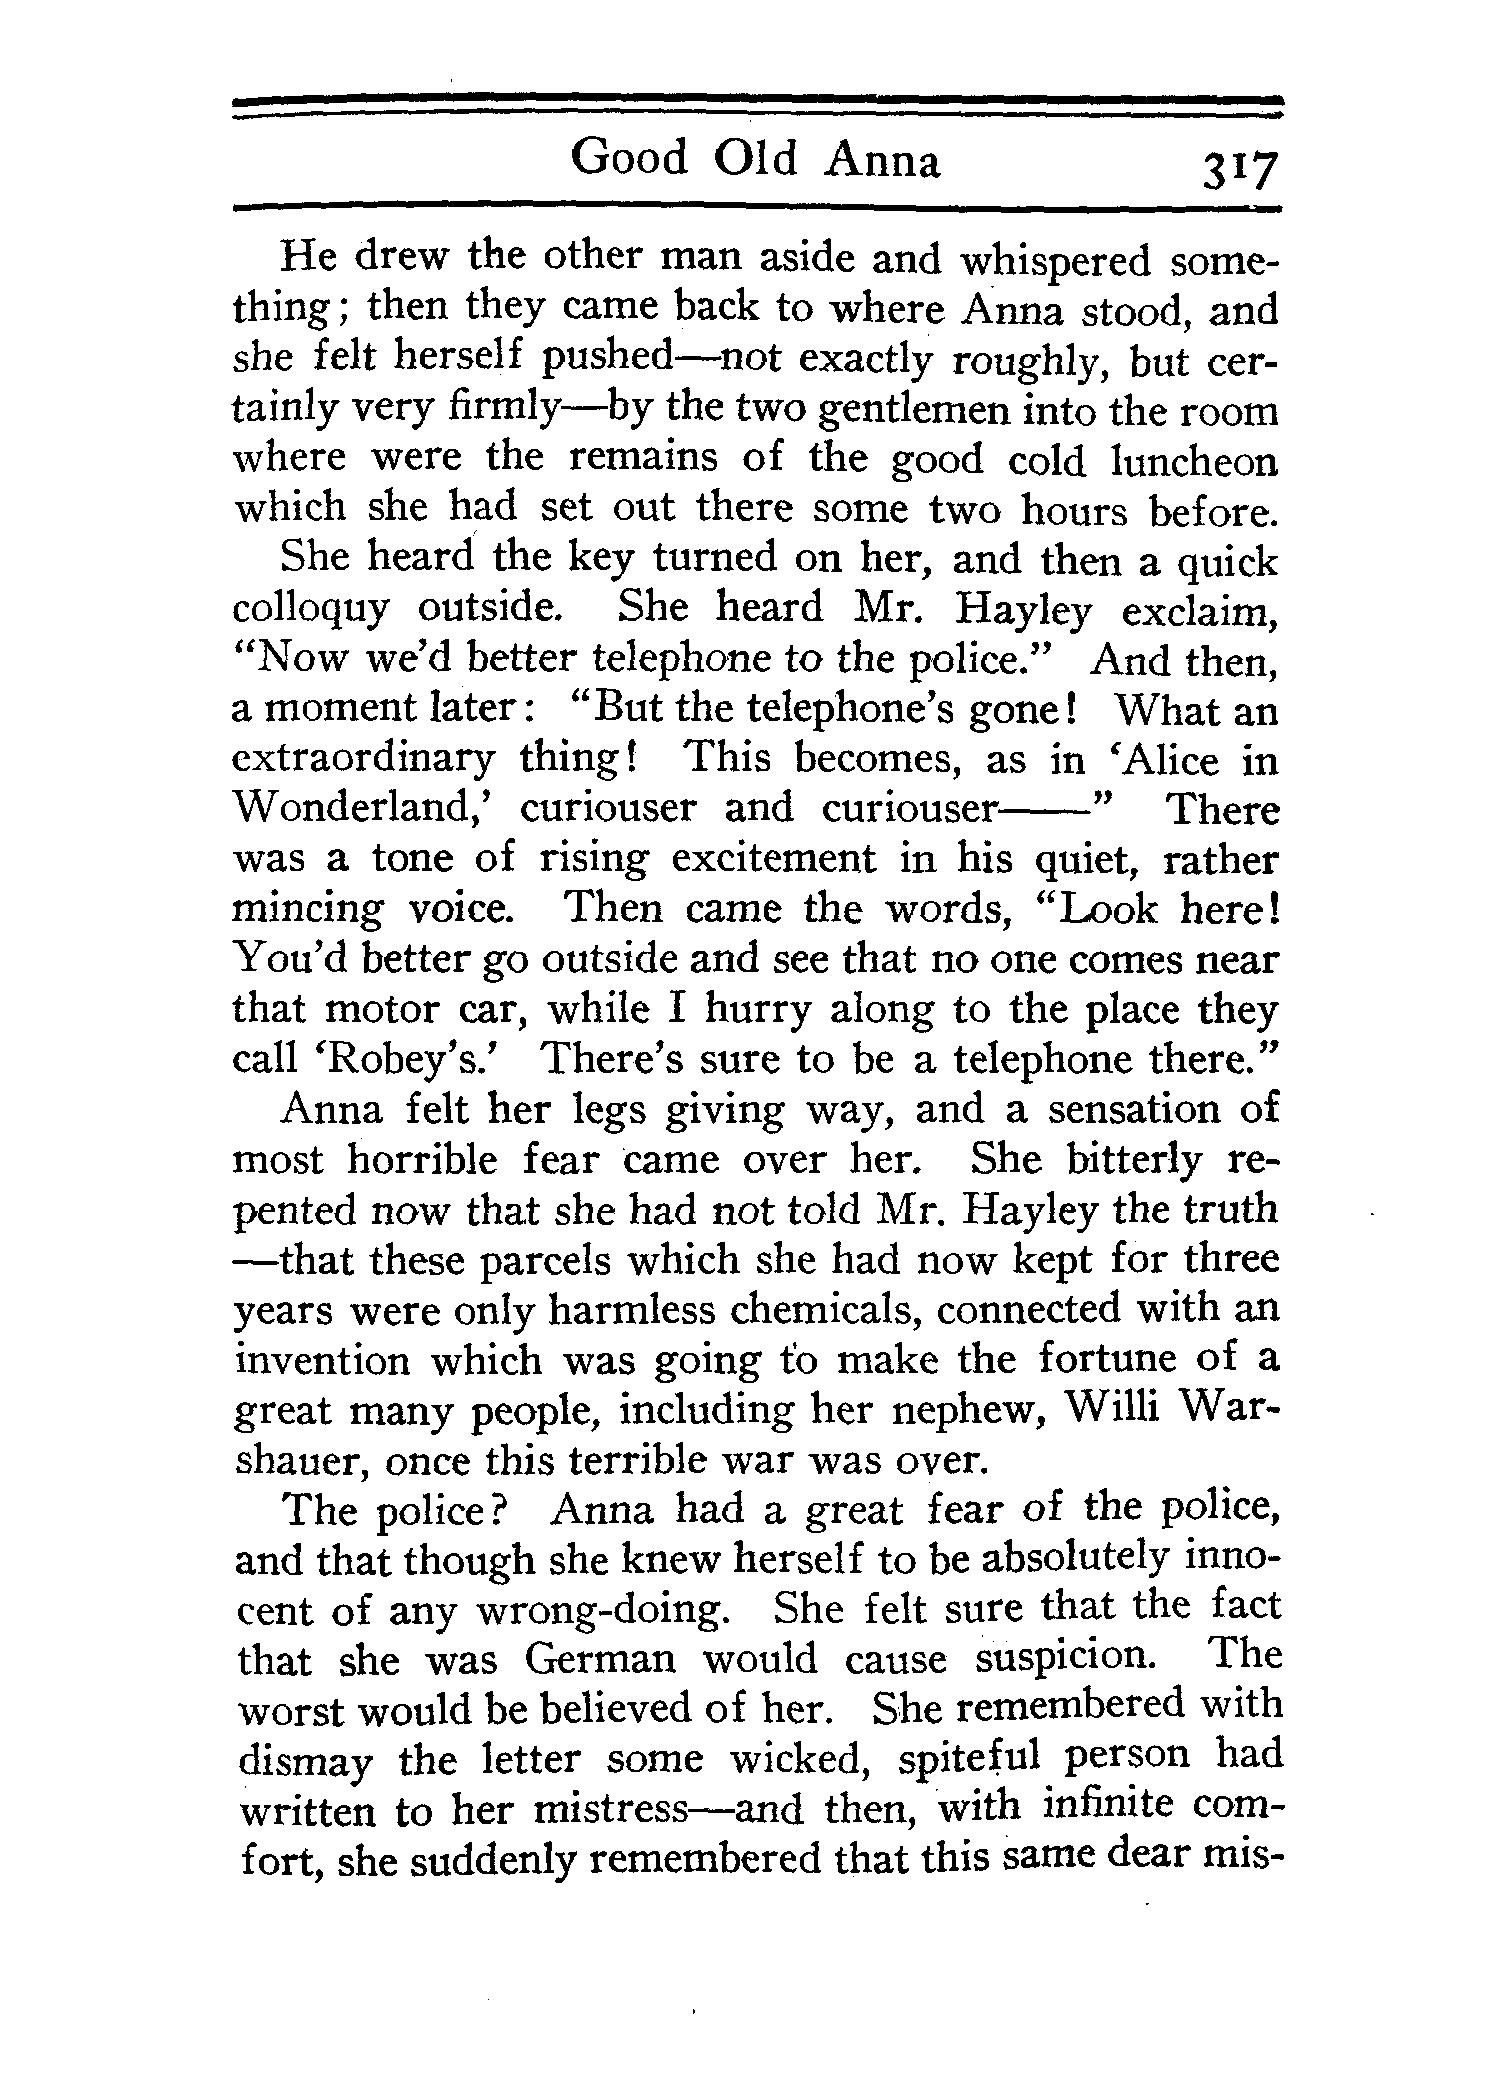 Good Old Anna 317
He drew the other man aside and whispered some-
thing; then they came back to where Anna stood, and
she felt herself pushed—not exactly roughly, but cer-
tainly very firmly—by the two gentlemen into the room
where were the remains of the good cold luncheon
which she had set out there some two hours before.
She heard the key turned on her, and then a quick
colloquy outside. She heard Mr. Hayley exclaim,
“Now we’d better telephone to the police.” And then,
a moment later: “But the telephone’s gone! What an
extraordinary thing! This becomes, as in ‘Alice in
Wonderland,’ curiouser and curiouser——” There
was a tone of rising excitement in his quiet, rather
mincing voice. Then came the words, “Look here!
You’d better go outside and see that no one comes near
that motor car, while I hurry along to the place they
call ‘Robey’s.’ There’s sure to be a telephone there.”
Anna felt her legs giving way, and a sensation of
most horrible fear came over her. She bitterly re-
pented now that she had not told Mr. Hayley the truth
—that these parcels which she had now kept for three
years were only harmless chemicals, connected with an
invention which was going to make the fortune of a
great many people, including her nephew, Willi War-
shauer, once this terrible war was over.
The police? Anna had a great fear of the police,
and that though she knew herself to be absolutely inno-
cent of any wrong-doing. She felt sure that the fact
that she was German would cause suspicion. The
worst would be believed of her. She remembered with
dismay the letter some wicked, spiteful person had
written to her mistress—and then, with infinite com-
fort, she suddenly remembered that this same dear mis-